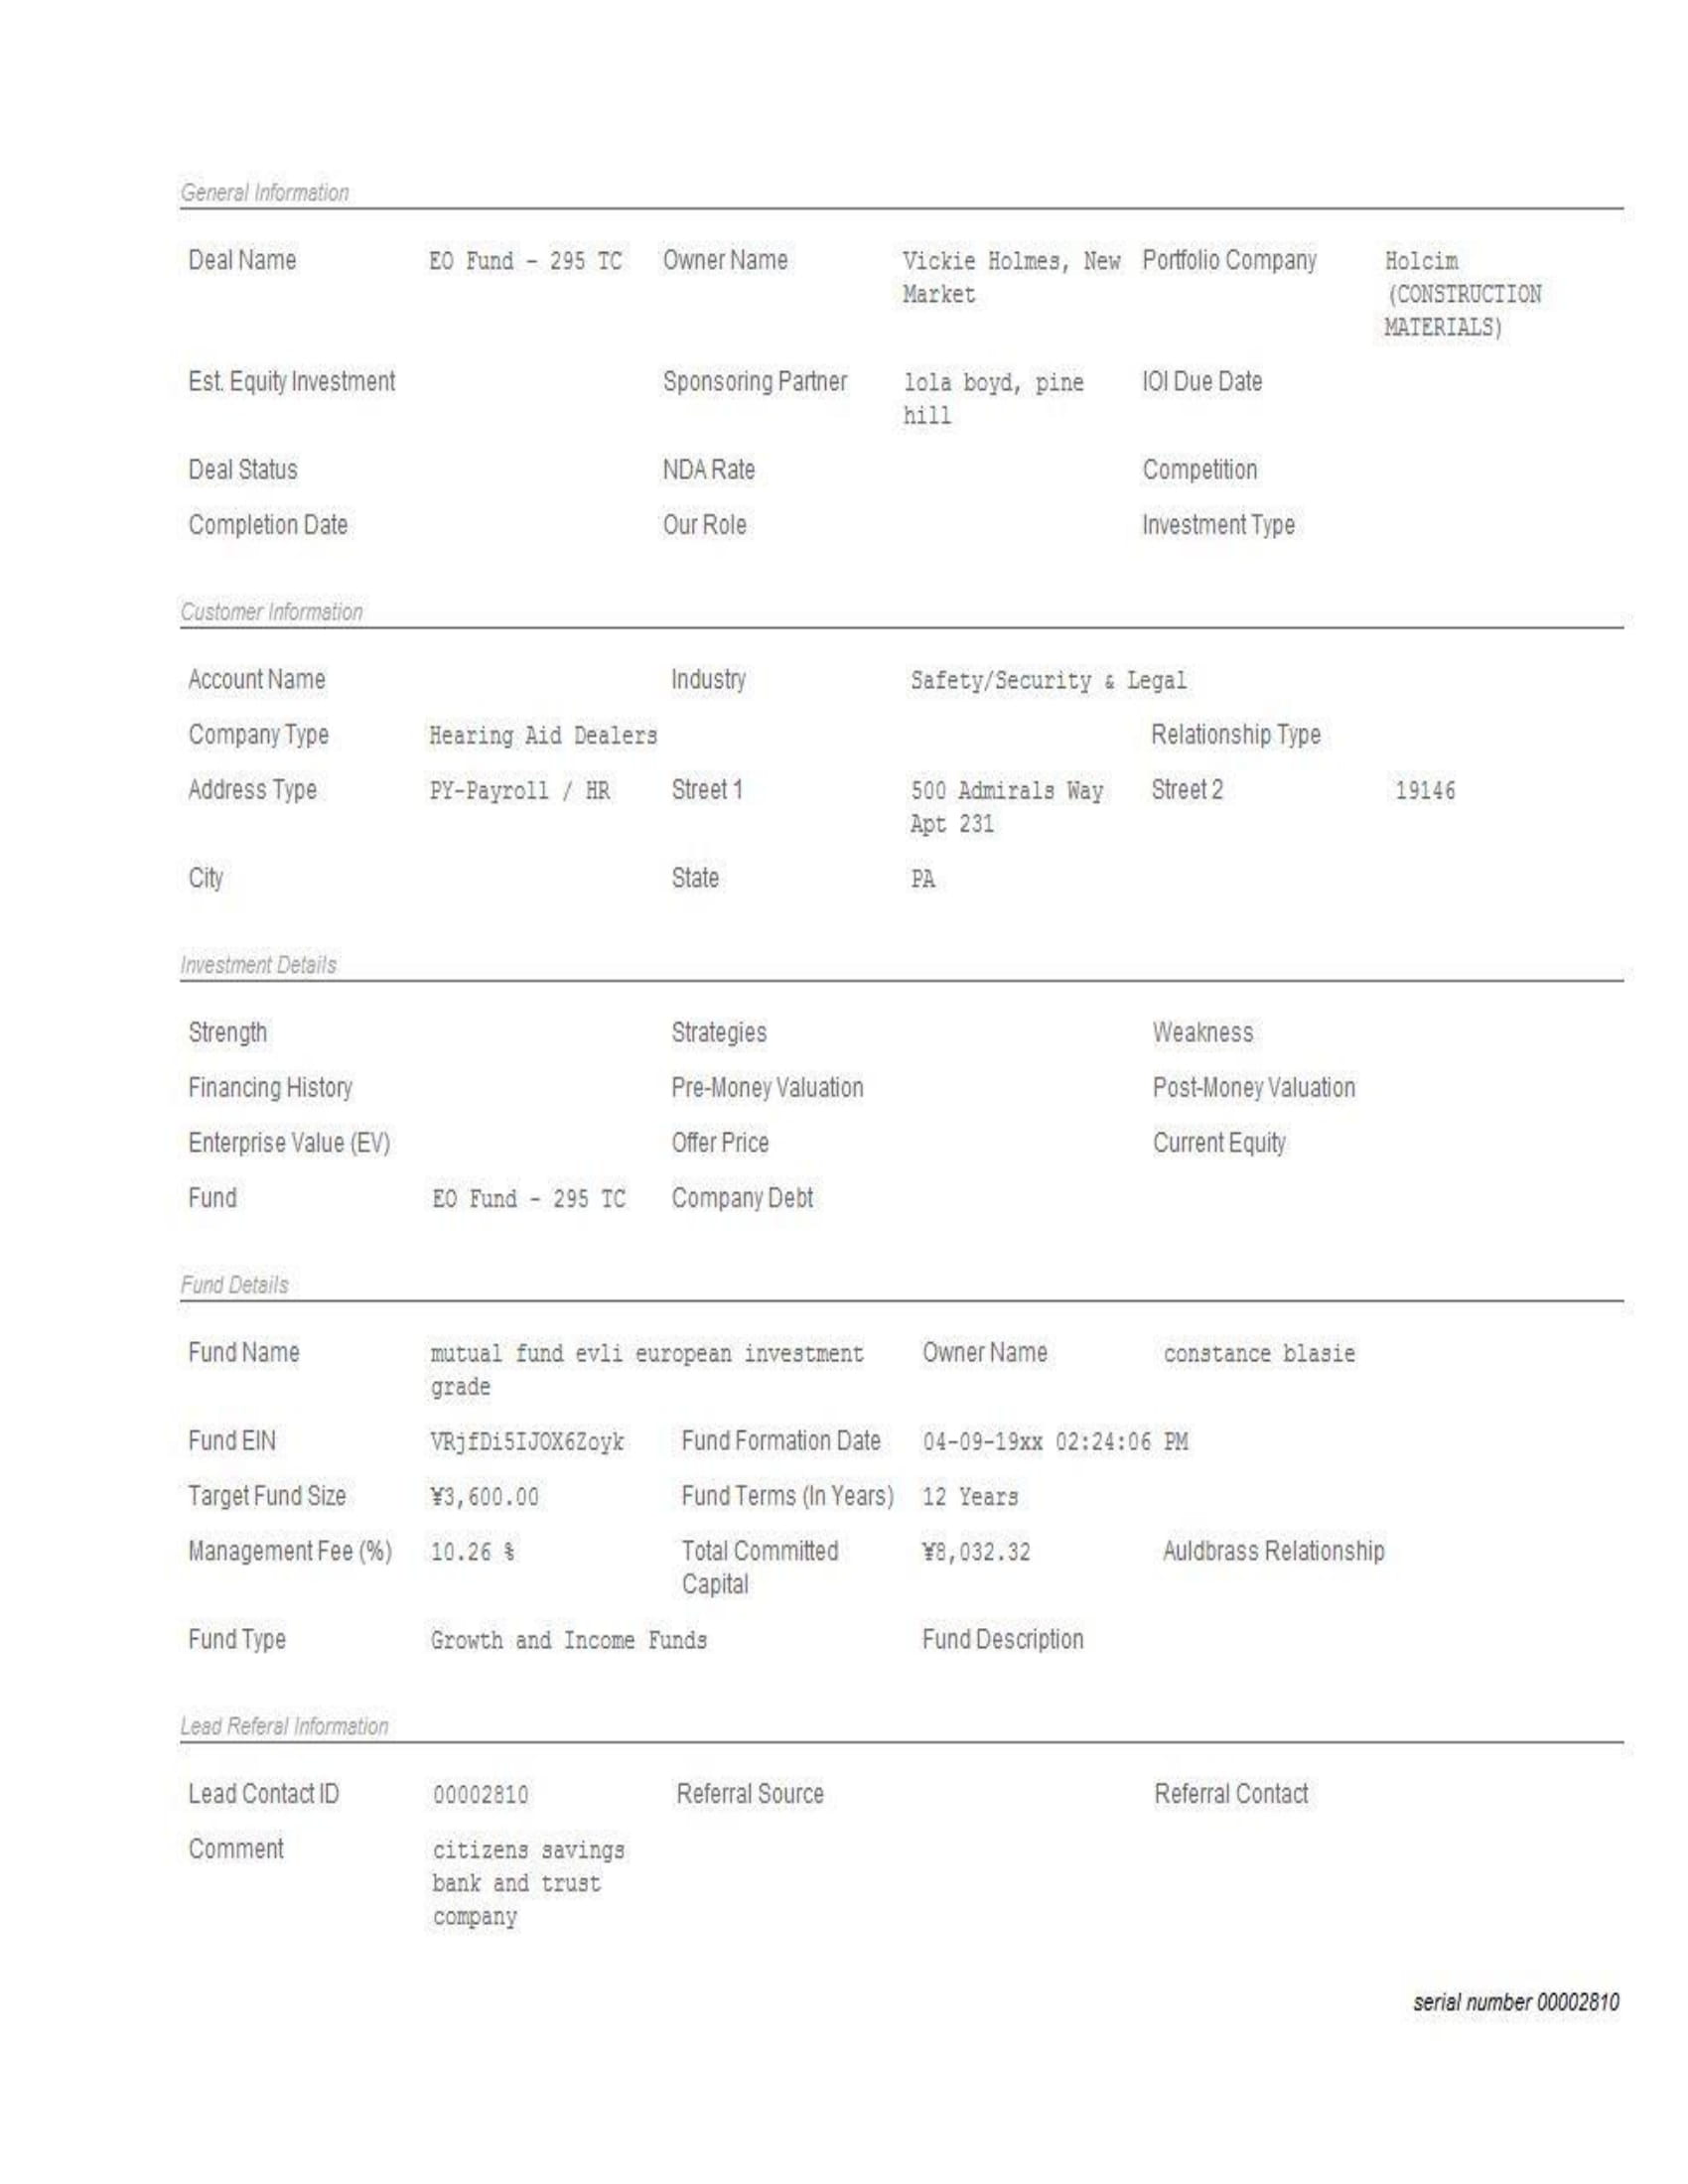 General Information
Deal Name EO Fund - 295 TC Owner Name Vickie Holmes, New Portfolio Company Holcim
Market (CONSTRUCTION
MATERIALS)
Est. Equity Investment Sponsoring Partner lola boyd, pine IOI Due Date
hill
Deal Status NDA Rate Competition
Completion Date Our Role Investment Type
Customer Information
Account Name Industry Safety/Security & Legal
Company Type Hearing Aid Dealers Relationship Type
Address Type PY-Payroll / HR Street 1 500 Admirals Way Street 2 19146
Apt 231
City State PA
Investment Details
Strength Strategies Weakness
Financing History Pre-Money Valuation Post-Money Valuation
Enterprise Value (EV) Offer Price Current Equity
Fund EO Fund - 295 TC Company Debt
Fund Details
Fund Name mutual fund evli european investment Owner Name constance blasie
grade
Fund EIN VRjfDi5IJOX6Zoyk Fund Formation Date 04-09-19xx 02:24:06 PM
Target Fund Size ¥3,600.00 Fund Terms (In Years) 12 Years
Management Fee (%) 10.26 % Total Committed ¥8,032.32 Auldbrass Relationship
Capital
Fund Type Growth and Income Funds Fund Description
Lead Referal Information
Lead Contact ID 00002810 Referral Source Referral Contact
Comment citizens savings
bank and trust
company
serial number 00002810